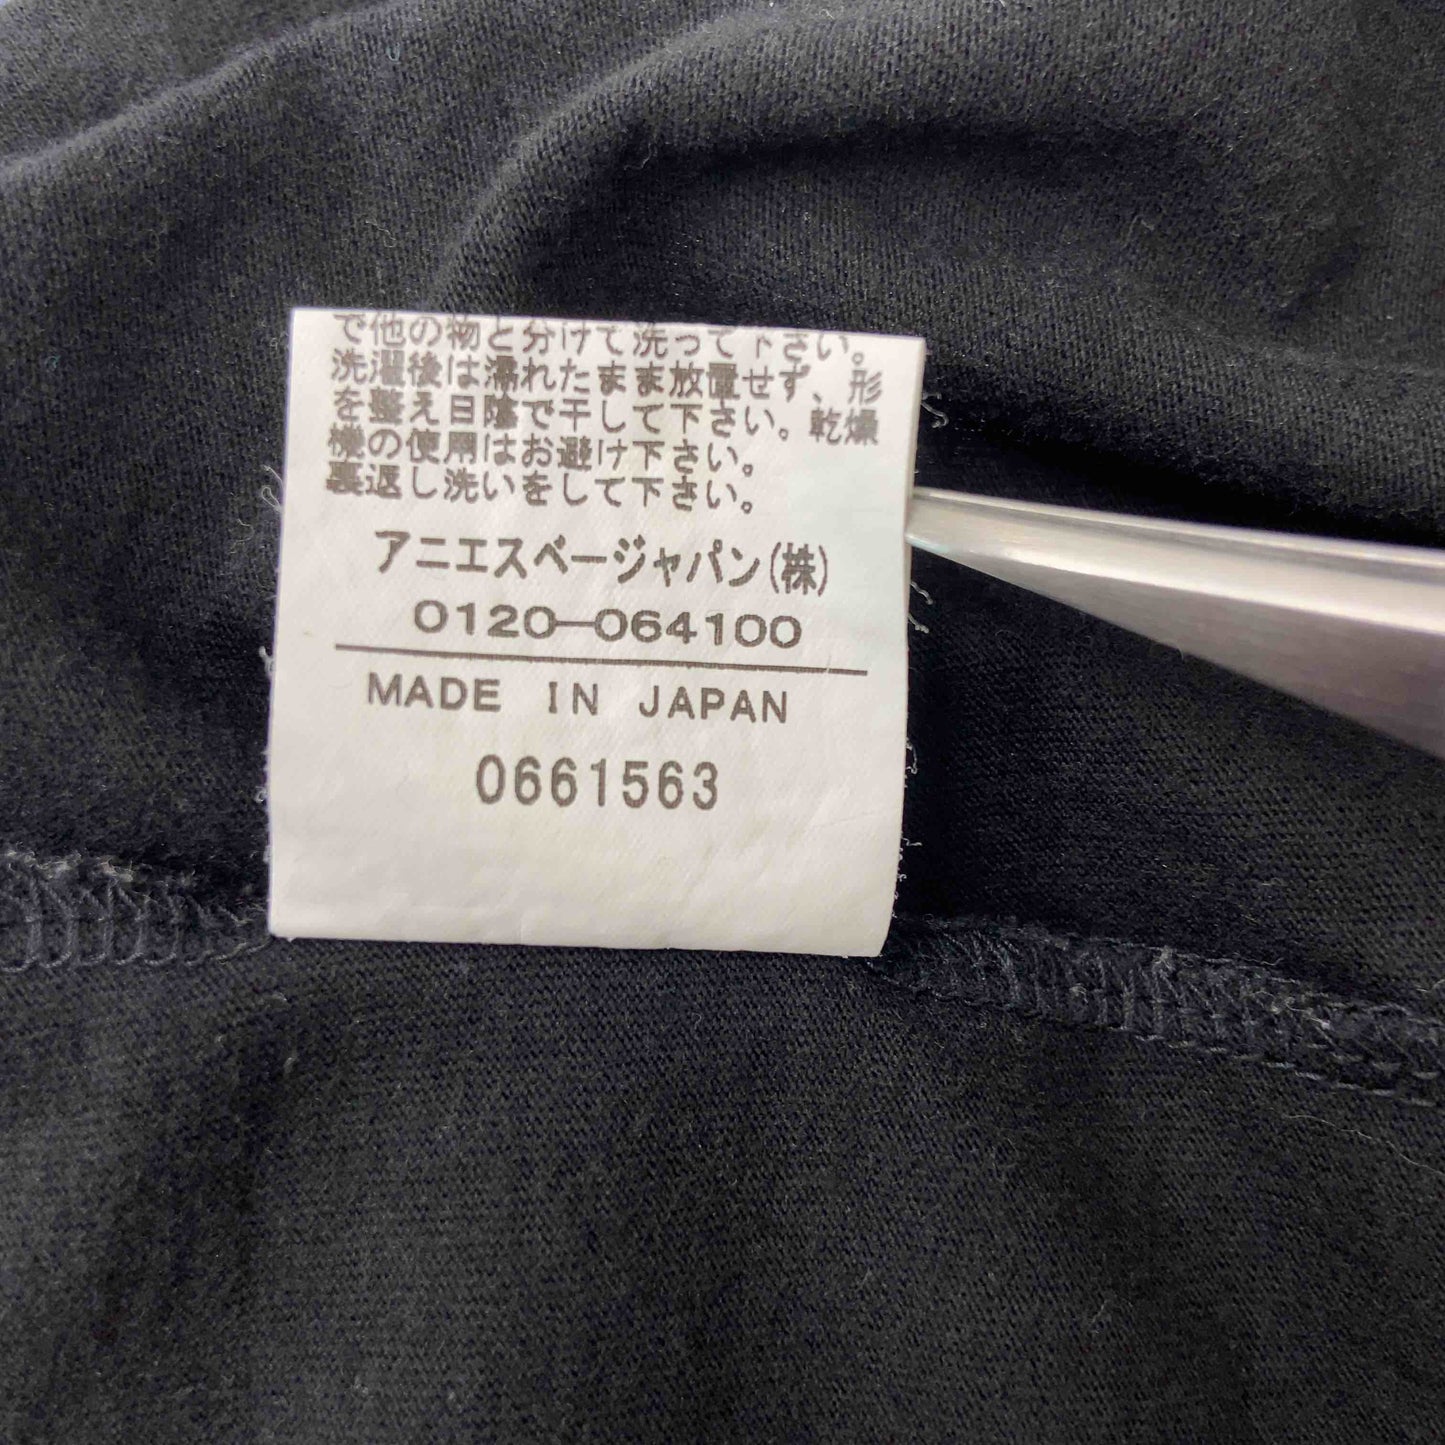 で他の物と分けて洗って下さい。
洗濯後は濡れたまま放置せず、形
を整え日陰で干して下さい。乾燥
機の使用はお避け下さい。
裏返し洗いをして下さい。
アニエスベージャパン(株)
0120-064100
MADE IN JAPAN
0661563